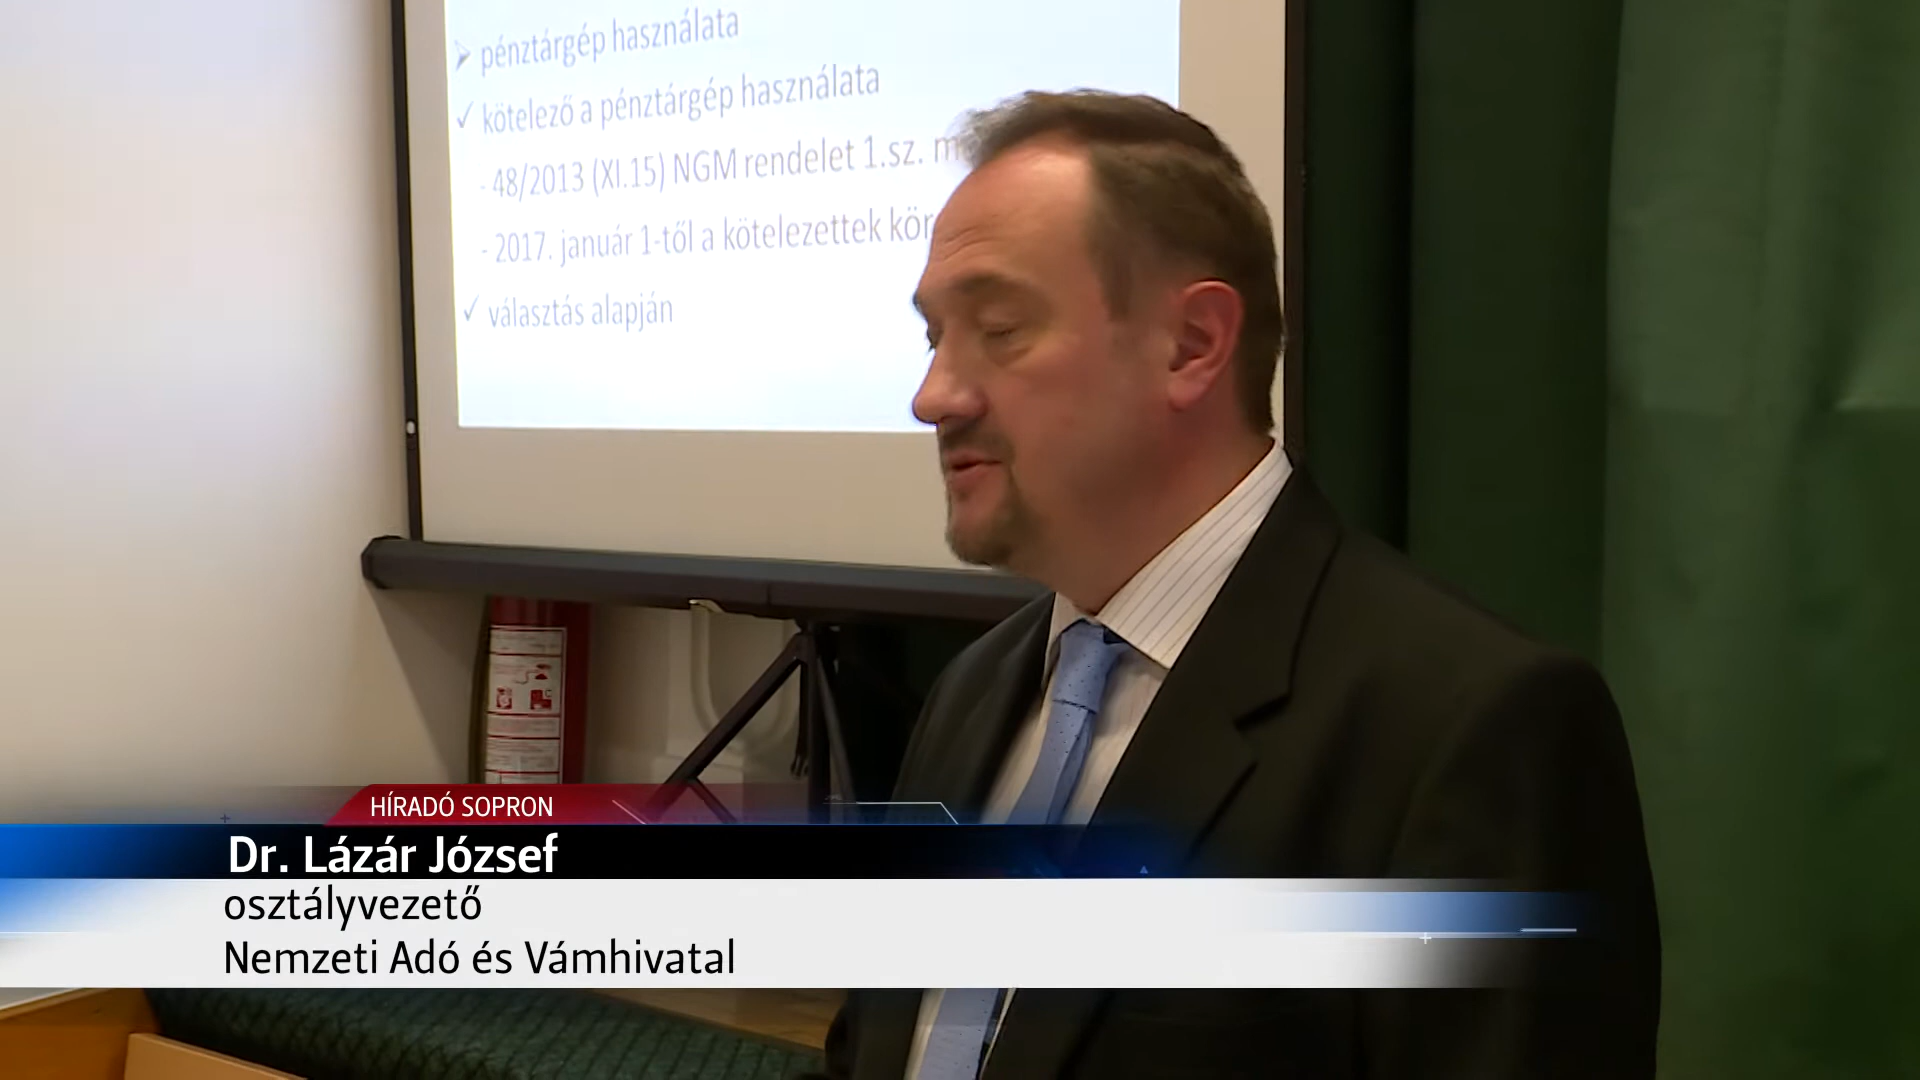 pénztárgép használata
kötelező a pénztárgép használata
- 48/2013 (XI.15) NGM rendelet 1.sz.
- 2017. január 1-től a kötelezettek
választás alapján
HÍRADÓ SOPRON
Dr. Lázár József
osztályvezető
Nemzeti Adó és Vámhivatal